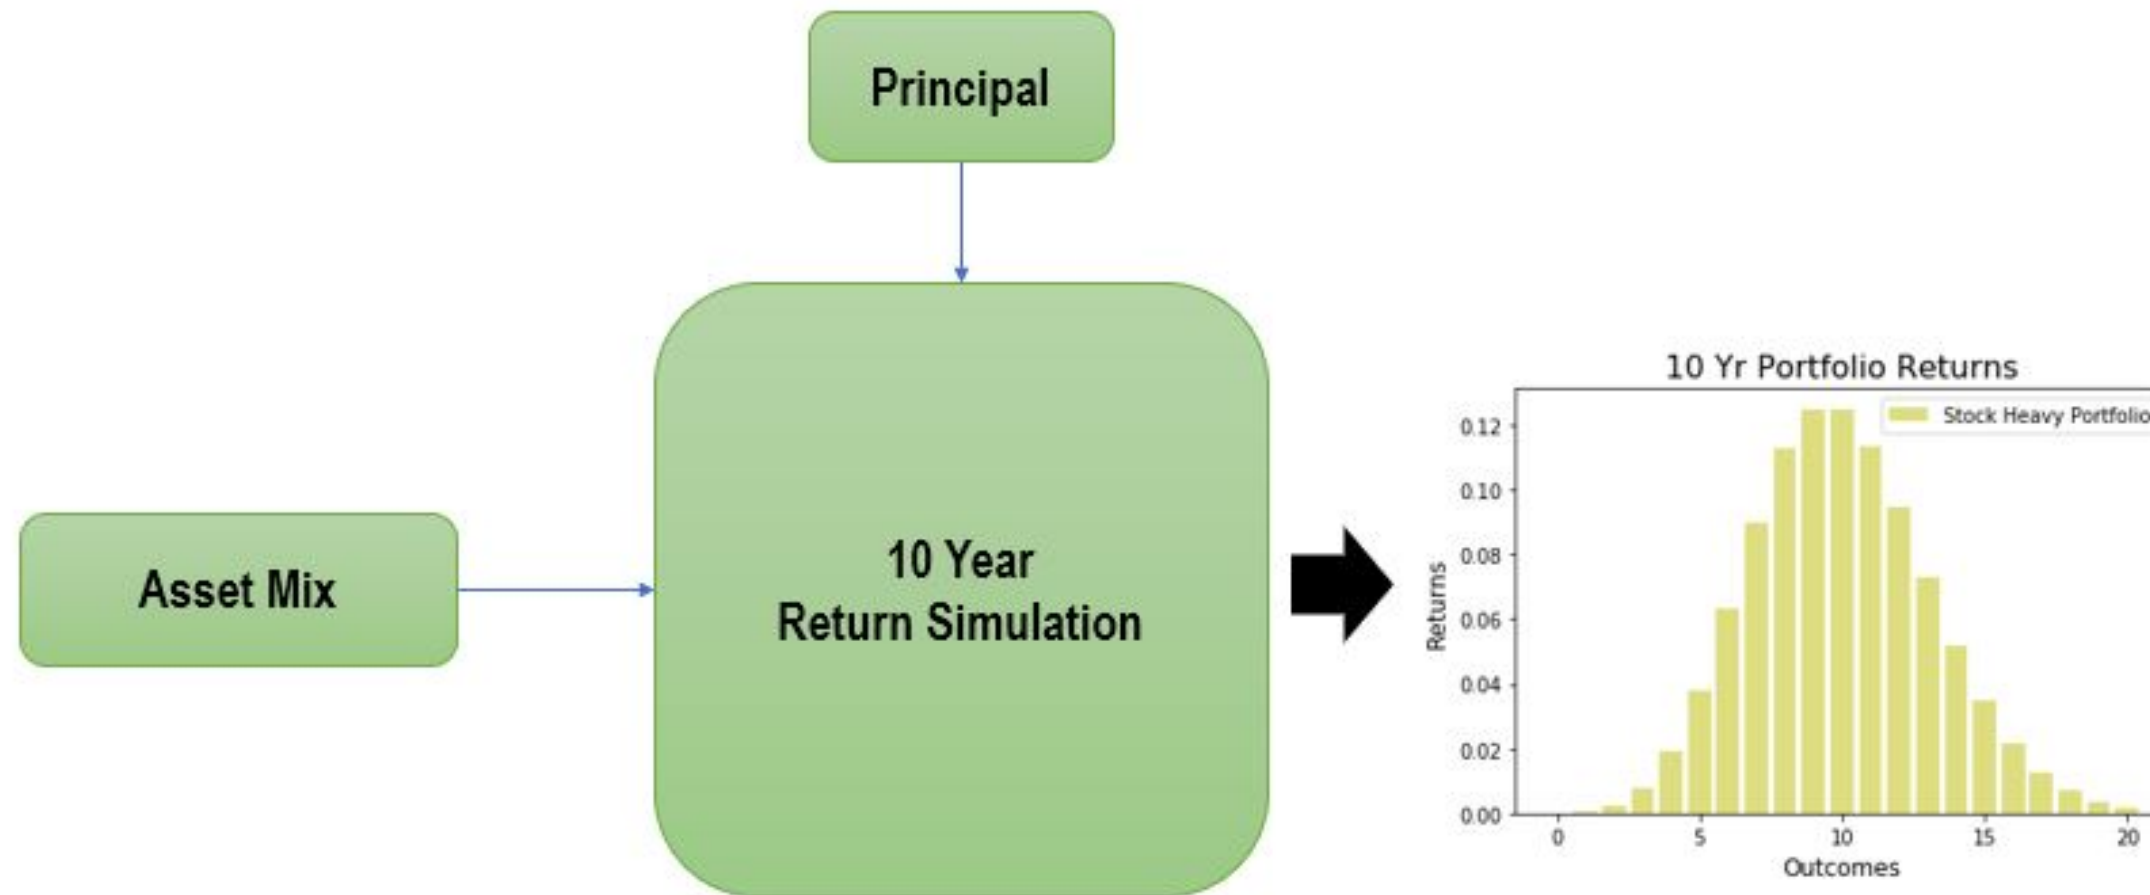 Principal
Asset Mix
10 Year
Return Simulation
10 Yr Portfolio Returns
Stock Heavy Portfolio
0.12
0.10
0.08
0.06
0.04
0.02
0.00
Returns
0
5
10
15
20
Outcomes